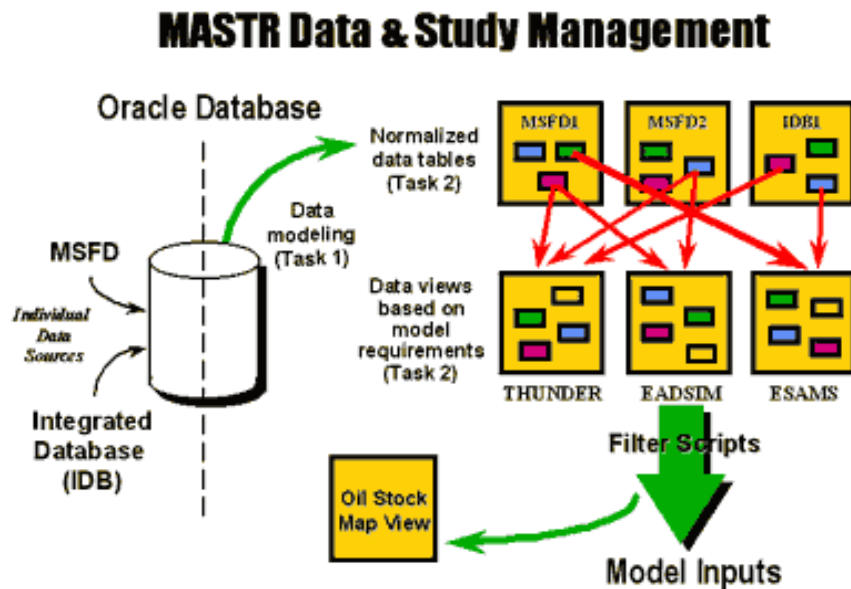 MASTR Data & Study Management
Oracle Database
MSFD
Individual
Data
Sources
Integrated
Database
(IDB)
Data
modeling
(Task 1)
Normalized
data tables
(Task 2)
MSFD1
MSFD2
IDB1
Data views
based on
model
requirements
(Task 2)
THUNDER
EADSIM
ESAMS
Filter Scripts
Oil Stock
Map View
Model Inputs